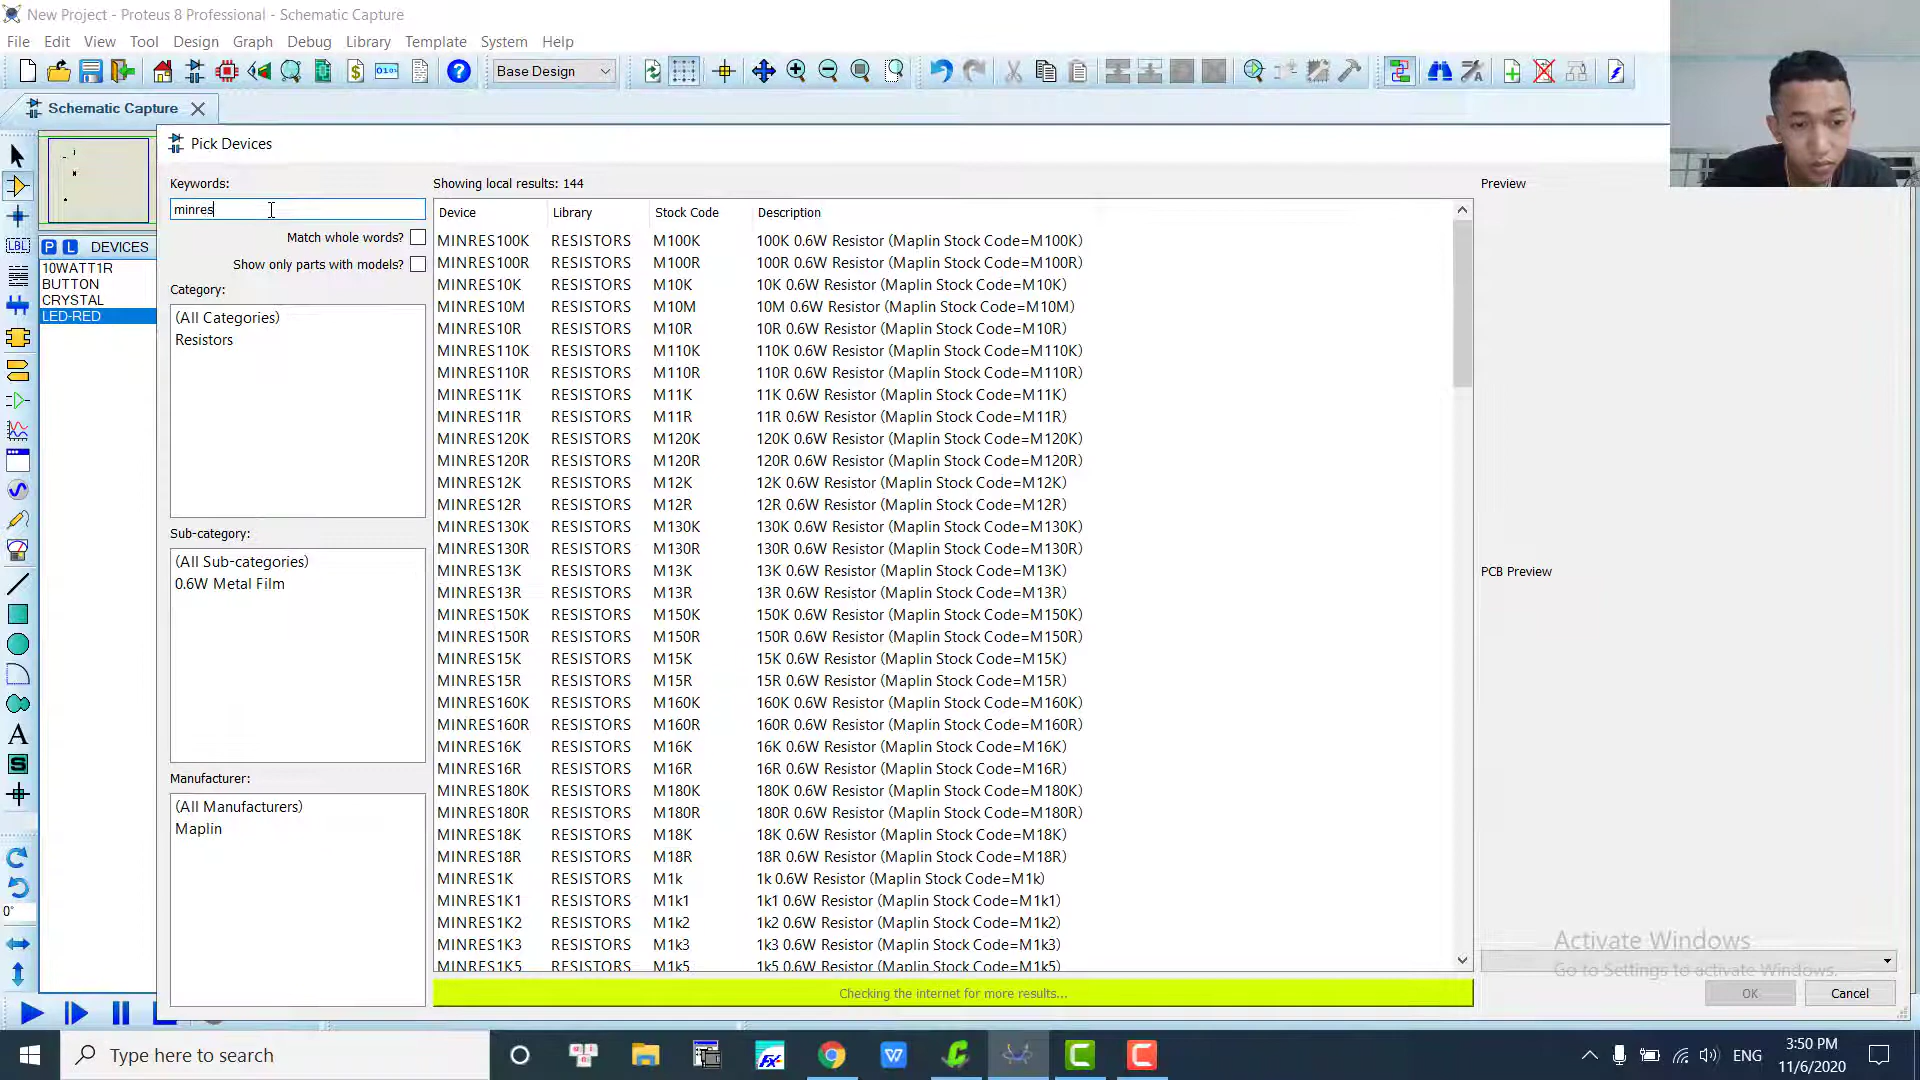 New Project - Proteus 8 Professional - Schematic Capture
File Edit View Tool Design Graph Debug Library Template System Help
Base Design
Schematic Capture
Pick Devices
Keywords:
minres
Match whole words?
Show only parts with models?
Category:
(All Categories)
Resistors
Sub-category:
(All Sub-categories)
0.6W Metal Film
Manufacturer:
(All Manufacturers)
Maplin
P L DEVICES
10WATT1R
BUTTON
CRYSTAL
LED-RED
LBL
A
S
0°
Showing local results: 144
Device Library Stock Code Description
MINRES100K RESISTORS M100K 100K 0.6W Resistor (Maplin Stock Code=M100K)
MINRES100R RESISTORS M100R 100R 0.6W Resistor (Maplin Stock Code=M100R)
MINRES10K RESISTORS M10K 10K 0.6W Resistor (Maplin Stock Code=M10K)
MINRES10M RESISTORS M10M 10M 0.6W Resistor (Maplin Stock Code=M10M)
MINRES10R RESISTORS M10R 10R 0.6W Resistor (Maplin Stock Code=M10R)
MINRES110K RESISTORS M110K 110K 0.6W Resistor (Maplin Stock Code=M110K)
MINRES110R RESISTORS M110R 110R 0.6W Resistor (Maplin Stock Code=M110R)
MINRES11K RESISTORS M11K 11K 0.6W Resistor (Maplin Stock Code=M11K)
MINRES11R RESISTORS M11R 11R 0.6W Resistor (Maplin Stock Code=M11R)
MINRES120K RESISTORS M120K 120K 0.6W Resistor (Maplin Stock Code=M120K)
MINRES120R RESISTORS M120R 120R 0.6W Resistor (Maplin Stock Code=M120R)
MINRES12K RESISTORS M12K 12K 0.6W Resistor (Maplin Stock Code=M12K)
MINRES12R RESISTORS M12R 12R 0.6W Resistor (Maplin Stock Code=M12R)
MINRES130K RESISTORS M130K 130K 0.6W Resistor (Maplin Stock Code=M130K)
MINRES130R RESISTORS M130R 130R 0.6W Resistor (Maplin Stock Code=M130R)
MINRES13K RESISTORS M13K 13K 0.6W Resistor (Maplin Stock Code=M13K)
MINRES13R RESISTORS M13R 13R 0.6W Resistor (Maplin Stock Code=M13R)
MINRES150K RESISTORS M150K 150K 0.6W Resistor (Maplin Stock Code=M150K)
MINRES150R RESISTORS M150R 150R 0.6W Resistor (Maplin Stock Code=M150R)
MINRES15K RESISTORS M15K 15K 0.6W Resistor (Maplin Stock Code=M15K)
MINRES15R RESISTORS M15R 15R 0.6W Resistor (Maplin Stock Code=M15R)
MINRES160K RESISTORS M160K 160K 0.6W Resistor (Maplin Stock Code=M160K)
MINRES160R RESISTORS M160R 160R 0.6W Resistor (Maplin Stock Code=M160R)
MINRES16K RESISTORS M16K 16K 0.6W Resistor (Maplin Stock Code=M16K)
MINRES16R RESISTORS M16R 16R 0.6W Resistor (Maplin Stock Code=M16R)
MINRES180K RESISTORS M180K 180K 0.6W Resistor (Maplin Stock Code=M180K)
MINRES180R RESISTORS M180R 180R 0.6W Resistor (Maplin Stock Code=M180R)
MINRES18K RESISTORS M18K 18K 0.6W Resistor (Maplin Stock Code=M18K)
MINRES18R RESISTORS M18R 18R 0.6W Resistor (Maplin Stock Code=M18R)
MINRES1K RESISTORS M1k 1k 0.6W Resistor (Maplin Stock Code=M1k)
MINRES1K1 RESISTORS M1k1 1k1 0.6W Resistor (Maplin Stock Code=M1k1)
MINRES1K2 RESISTORS M1k2 1k2 0.6W Resistor (Maplin Stock Code=M1k2)
MINRES1K3 RESISTORS M1k3 1k3 0.6W Resistor (Maplin Stock Code=M1k3)
MINRES1K5 RESISTORS M1k5 1k5 0.6W Resistor (Maplin Stock Code=M1k5)
Checking the internet for more results...
Preview
PCB Preview
Activate Windows
Go to Settings to activate Windows.
OK Cancel
Type here to search
ENG
3:50 PM
11/6/2020